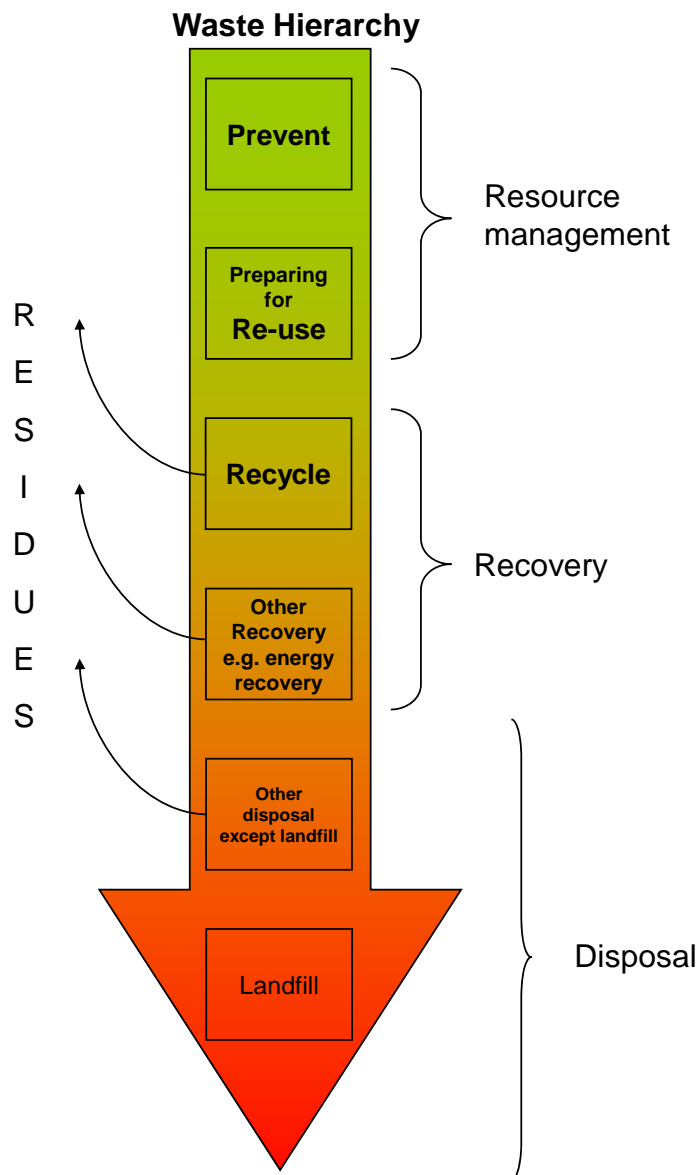 Waste Hierarchy
Prevent
Resource
management
Preparing
for
Re-use
R
E
S
I
D
U
E
S
Recycle
Recovery
Other
Recovery
e.g. energy
recovery
Other
disposal
except landfill
Disposal
Landfill